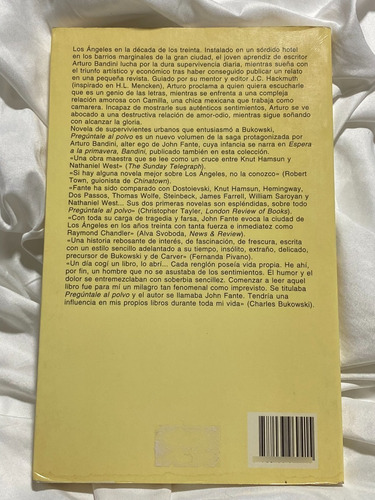 Los Ángeles en la década de los treinta. Instalado en un sórdido hotel
en los barrios marginales de la gran ciudad, el joven aprendiz de escritor
Arturo Bandini lucha por la dura supervivencia diaria, mientras sueña con
el triunfo artístico y económico tras haber conseguido publicar un relato
en una pequeña revista. Guiado por su mentor y editor J.C. Hackmuth
(inspirado en H.L. Mencken), Arturo proclama a quien quiera escucharle
que es un genio de las letras, mientras se enfrenta a una compleja
relación amorosa con Camilla, una chica mexicana que trabaja como
camarera. Incapaz de mostrarle sus sentimientos, Arturo se ve
abocado a una destructiva relación de amor-odio, mientras sigue soñando
con alcanzar la gloria.
Novela de supervivientes urbanos que entusiasmó a Bukowski,
Pregúntale al polvo es un nuevo volumen de la saga protagonizada por
Arturo Bandini, alter ego de John Fante, cuya infancia se narra en Espera
a la primavera, Bandini, publicado también en esta colección.
«Una obra maestra que se lee como un cruce entre Knut Hamsun y
Nathaniel West» (The Sunday Telegraph).
«Si hay alguna novela mejor sobre Los Ángeles, no la conozco» (Robert
Town, guionista de Chinatown).
«Fante ha sido comparado con Dostoievski, Knut Hamsun, Hemingway,
Dos Passos, Thomas Wolfe, Steinbeck, James Farrell, William Saroyan y
Nathaniel West... Sus dos primeras novelas son espléndidas, sobre todo
Pregúntale al polvo» (Christopher Tayler, London Review of Books).
«Con toda su carga de tragedia y farsa, John Fante evoca la ciudad de
Los Ángeles en los años treinta con tanta fuerza e inmediatez como
Raymond Chandler» (Alva Svoboda, News & Review).
«Una historia rebosante de interés, de fascinación, de frescura, escrita
con un estilo sencillo adelantado a su tiempo, insólito, extraño, delicado,
precursor de Bukowski y de Carver» (Fernanda Pivano).
«Un día cogí un libro, lo abrí... Cada renglón poseía vida propia. He ahí,
por fin, un hombre que no se asustaba de los sentimientos. El humor y el
dolor se entremezclaban con soberbia sencillez. Comenzar a leer aquel
libro fue para mí un milagro tan fenomenal como imprevisto. Se titulaba
Pregúntale al polvo y el autor se llamaba John Fante. Tendría una
influencia en mis propios libros durante toda mi vida» (Charles Bukowski).